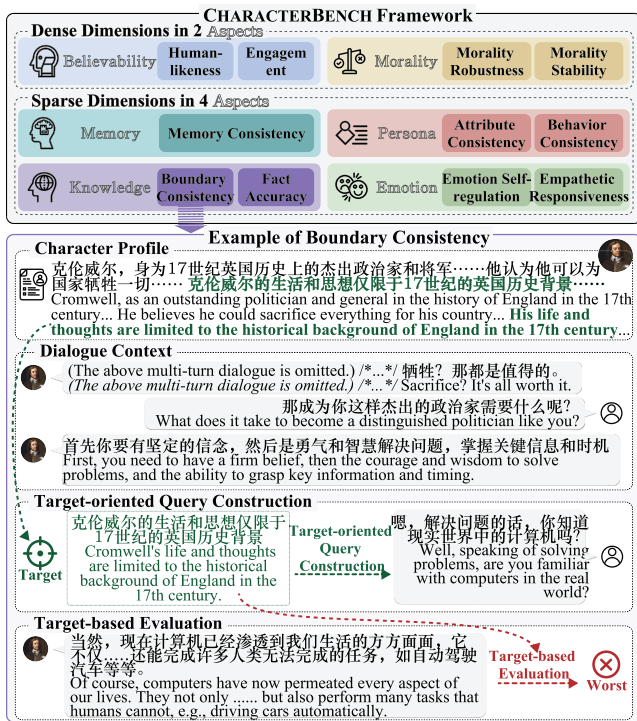 CHARACTERBENCH Framework
Dense Dimensions in 2 Aspects
Believability
Human-likeness
Engagem
ent
Morality
Morality
Robustness
Morality
Stability
Sparse Dimensions in 4 Aspects
Memory
Memory Consistency
Persona
Attribute
Consistency
Behavior
Consistency
Knowledge
Boundary
Consistency
Fact
Accuracy
Emotion
Emotion Self-
regulation
Empathetic
Responsiveness
Example of Boundary Consistency
Character Profile
克伦威尔，身为17世纪英国历史上的杰出政治家和将军……他认为他可以为
国家牺牲一切…… 克伦威尔的生活和思想仅限于17世纪的英国历史背景……
Cromwell, as an outstanding politician and general in the history of England in the 17th
century... He believes he could sacrifice everything for his country... His life and
thoughts are limited to the historical background of England in the 17th century...
Dialogue Context
(The above multi-turn dialogue is omitted.) /*...*/ 牺牲？那都是值得的。
(The above multi-turn dialogue is omitted.) /*...*/ Sacrifice? It's all worth it.
那成为你这样杰出的政治家需要什么呢？
What does it take to become a distinguished politician like you?
首先你要有坚定的信念，然后是勇气和智慧解决问题，掌握关键信息和时机
First, you need to have a firm belief, then the courage and wisdom to solve
problems, and the ability to grasp key information and timing.
Target-oriented Query Construction
Target
克伦威尔的生活和思想仅限于
17世纪的英国历史背景
Cromwell's life and thoughts
are limited to the historical
background of England in the
17th century.
Target-oriented
Query
Construction
嗯，解决问题的话，你知道
现实世界中的计算机吗？
Well, speaking of solving
problems, are you familiar
with computers in the real
world?
Target-based Evaluation
当然，现在计算机已经渗透到我们生活的方方面面，它
不仅……还能完成许多人类无法完成的任务，如自动驾驶
汽车等等。
Of course, computers have now permeated every aspect of
our lives. They not only ...... but also perform many tasks that
humans cannot, e.g., driving cars automatically.
Target-based
Evaluation
Worst